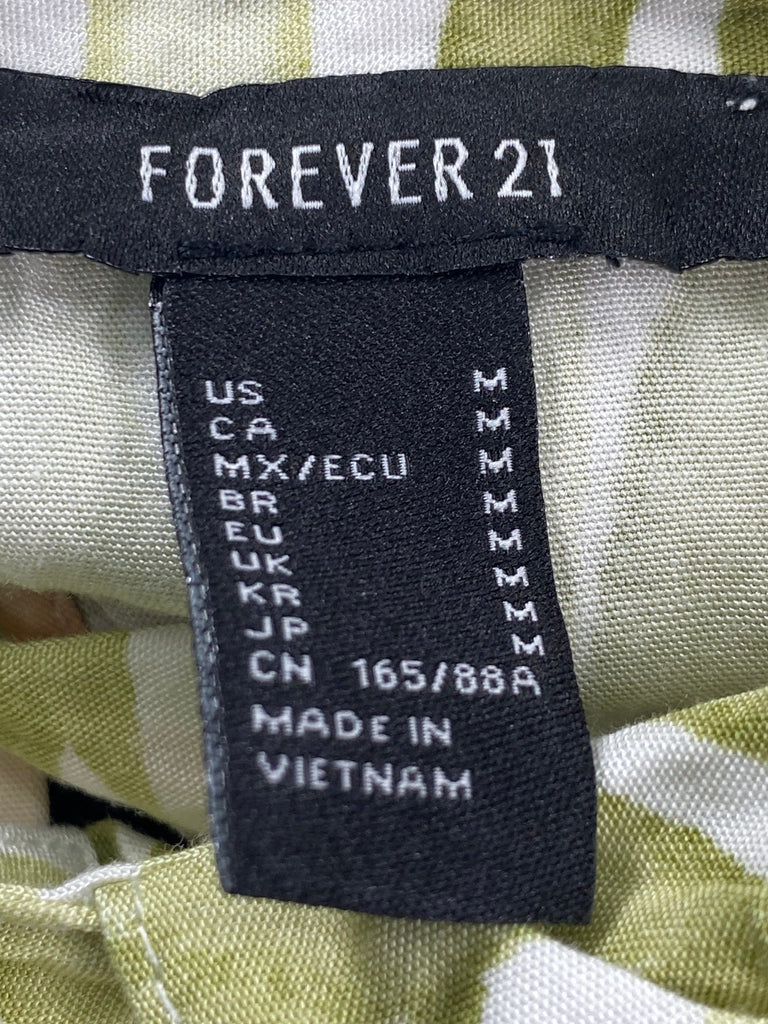 FOREVER 21
US M
CA M
MX/ECU M
BR M
EU M
UK M
KR M
JP M
CN 165/88A
MADE IN
VIETNAM